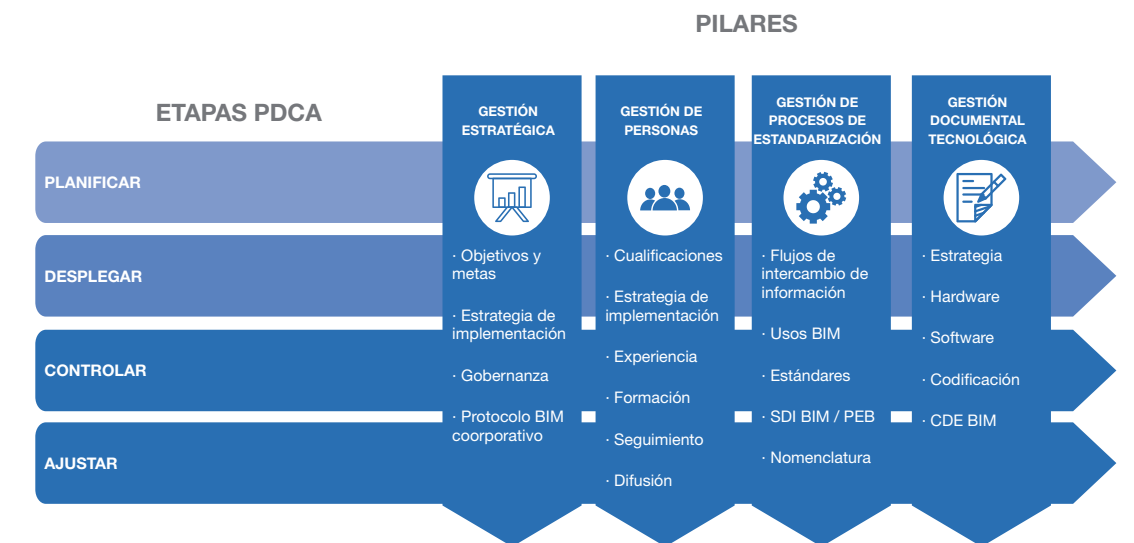 PILARES
ETAPAS PDCA
GESTIÓN
ESTRATÉGICA
GESTIÓN DE
PERSONAS
GESTIÓN DE
PROCESOS DE
ESTANDARIZACIÓN
GESTIÓN
DOCUMENTAL
TECNOLÓGICA
PLANIFICAR
DESPLEGAR
CONTROLAR
AJUSTAR
· Objetivos y
metas
· Estrategia de
implementación
· Gobernanza
· Protocolo BIM
coorporativo
· Cualificaciones
· Estrategia de
implementación
· Experiencia
· Formación
· Seguimiento
· Difusión
· Flujos de
intercambio de
información
· Usos BIM
· Estándares
· SDI BIM / PEB
· Nomenclatura
· Estrategia
· Hardware
· Software
· Codificación
· CDE BIM